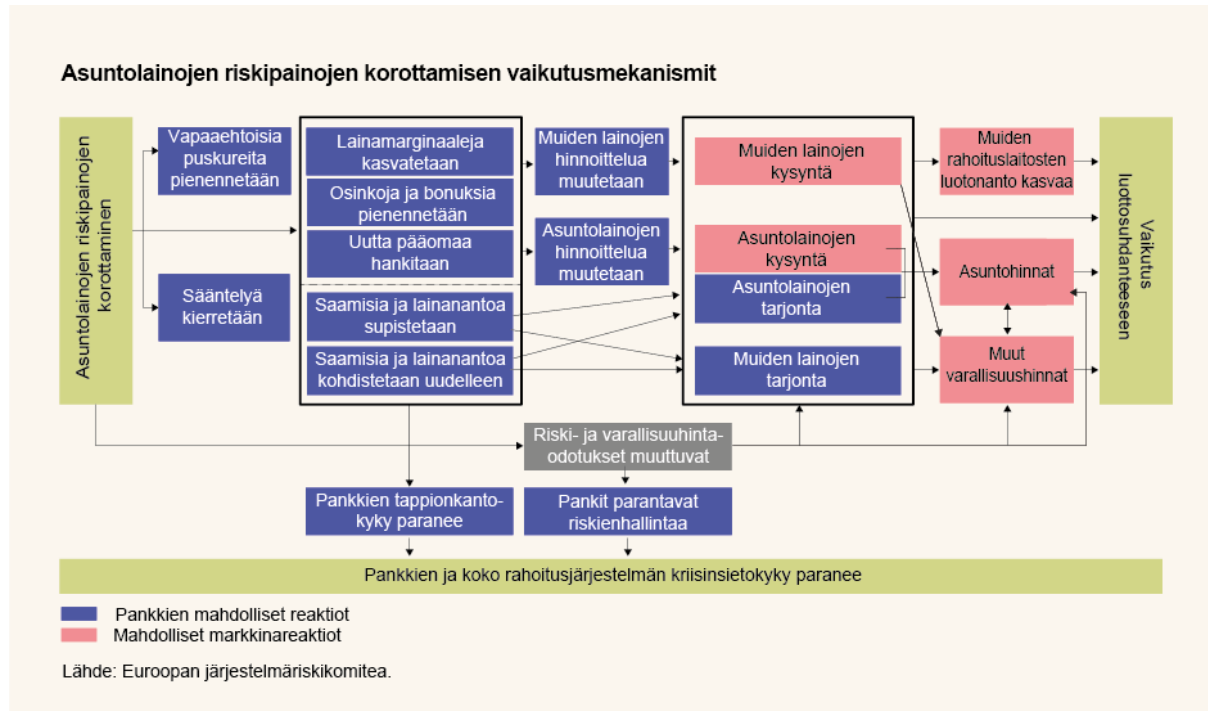 Asuntolainojen riskipainojen korottamisen vaikutusmekanismit
Asuntolainojen riskipainojen
korottaminen
Vapaaehtoisia
puskureita
pienennetään
Sääntelyä
kierretään
Lainamarginaaleja
kasvatetaan
Osinkoja ja bonuksia
pienennetään
Uutta pääomaa
hankitaan
Saamisia ja lainanantoa
supistetaan
Saamisia ja lainanantoa
kohdistetaan uudelleen
Muiden lainojen
hinnoittelua
muutetaan
Asuntolainojen
hinnoittelua
muutetaan
Muiden lainojen
kysyntä
Asuntolainojen
kysyntä
Asuntolainojen
tarjonta
Muiden lainojen
tarjonta
Muiden
rahoituslaitosten
luotonanto kasvaa
Asuntohinnat
Muut
varallisuushinnat
Vaikutus
luottosuhdanteeseen
Riski- ja varallisuuhinta-
odotukset muuttuvat
Pankkien tappionkanto-
kyky paranee
Pankit parantavat
riskienhallintaa
Pankkien ja koko rahoitusjärjestelmän kriisinsietokyky paranee
Pankkien mahdolliset reaktiot
Mahdolliset markkinareaktiot
Lähde: Euroopan järjestelmäriskikomitea.